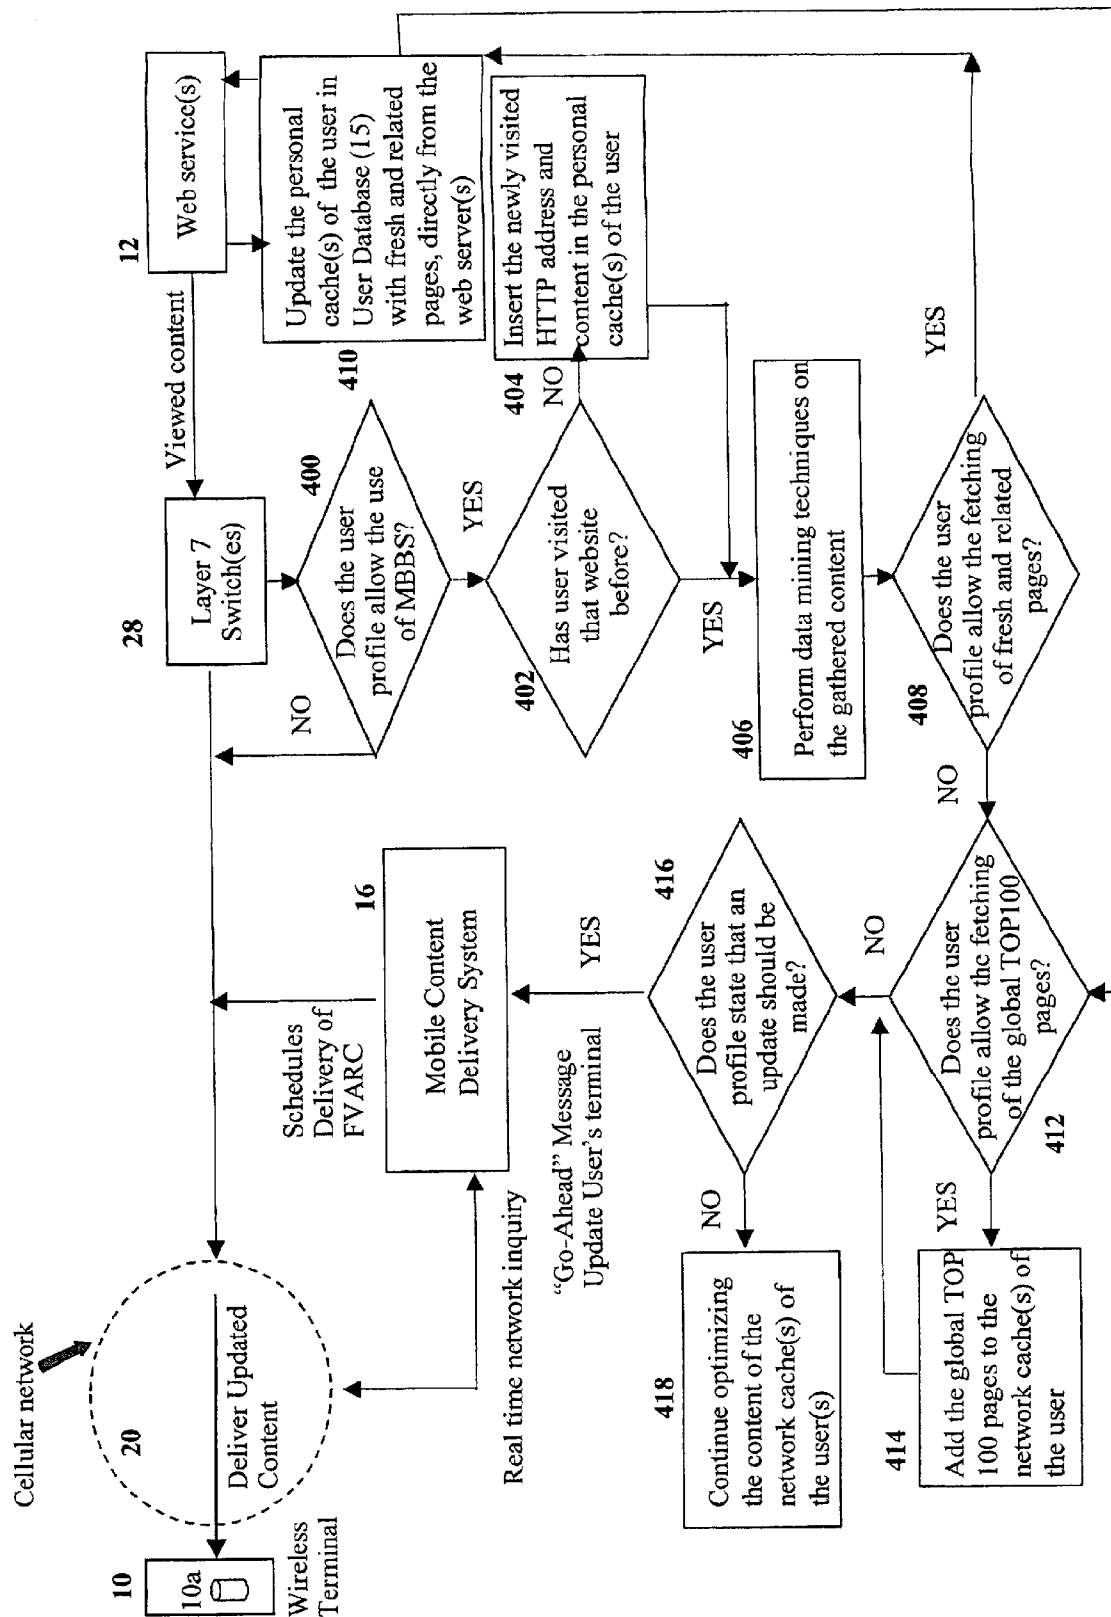 Cellular network
10
10a
Wireless
Terminal
20
Deliver Updated
Content
Real time network inquiry
Schedules
Delivery of
FVARC
16
Mobile Content
Delivery System
"Go-Ahead" Message
Update User's terminal
YES
28
Layer 7
Switch(es)
Viewed content
12
Web service(s)
400
Does the user
profile allow the use
of MBBS?
NO
YES
410
Update the personal
cache(s) of the user in
User Database (15)
with fresh and related
pages, directly from the
web server(s)
402
Has user visited
that website
before?
NO
YES
404
Insert the newly visited
HTTP address and
content in the personal
cache(s) of the user
406
Perform data mining techniques on
the gathered content
408
Does the user
profile allow the fetching
of fresh and related
pages?
YES
NO
412
Does the user
profile allow the fetching
of the global TOP100
pages?
YES
NO
414
Add the global TOP
100 pages to the
network cache(s) of
the user
416
Does the user
profile state that an
update should be
made?
NO
418
Continue optimizing
the content of the
network cache(s) of
the user(s)